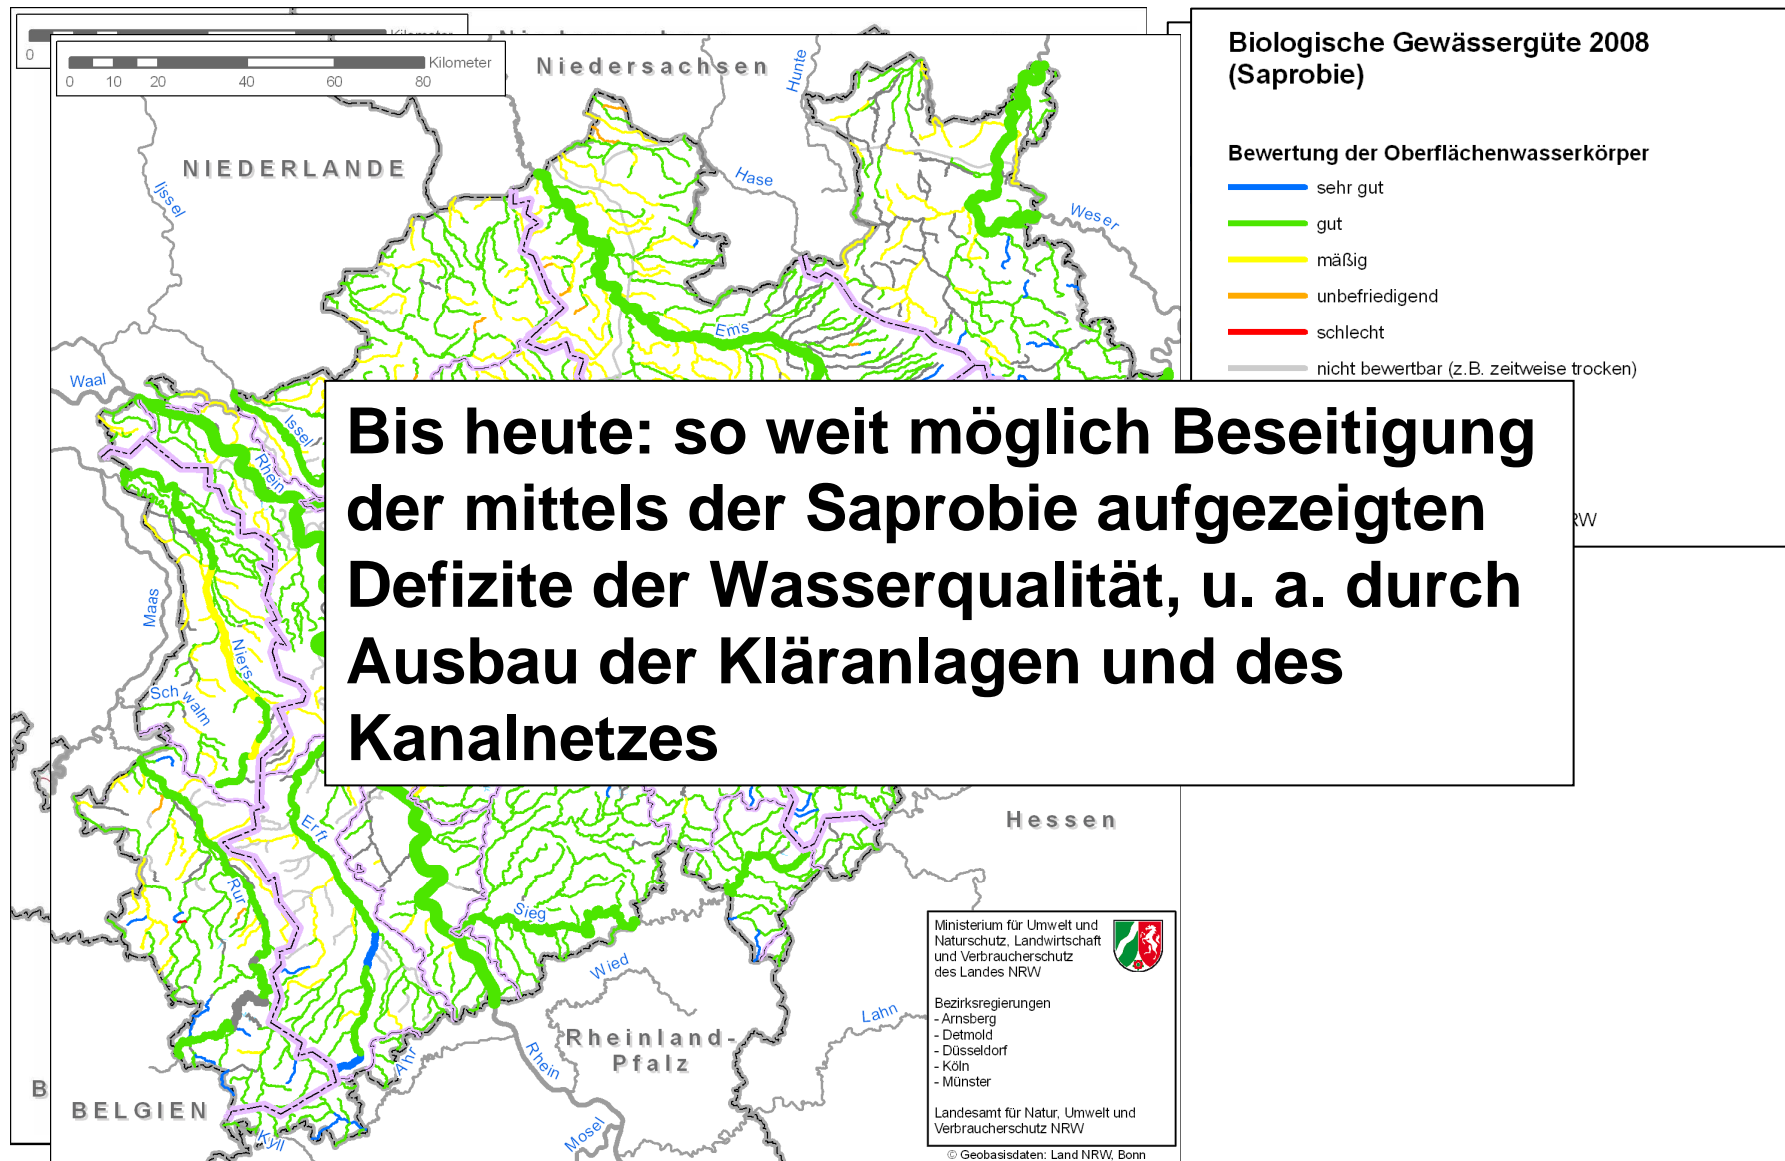 Kilometer
0
Kilometer
0 10 20 40 60 80
Niedersachsen
Hunte
NIEDERLANDE
Ijssel
Hase
Weser
Ems
Waal
Issel
Rhein
Maas
Niers
Schwalm
Erft
Rur
Sieg
Hessen
Wied
Lahn
Rheinland-
Pfalz
Rhein
Ahr
Mosel
Kyll
B
BELGIEN
Biologische Gewässergüte 2008
(Saprobie)
Bewertung der Oberflächenwasserkörper
sehr gut
gut
mäßig
unbefriedigend
schlecht
nicht bewertbar (z.B. zeitweise trocken)
RW
Bis heute: so weit möglich Beseitigung
der mittels der Saprobie aufgezeigten
Defizite der Wasserqualität, u. a. durch
Ausbau der Kläranlagen und des
Kanalnetzes
Ministerium für Umwelt und
Naturschutz, Landwirtschaft
und Verbraucherschutz
des Landes NRW
Bezirksregierungen
- Arnsberg
- Detmold
- Düsseldorf
- Köln
- Münster
Landesamt für Natur, Umwelt und
Verbraucherschutz NRW
© Geobasisdaten: Land NRW, Bonn